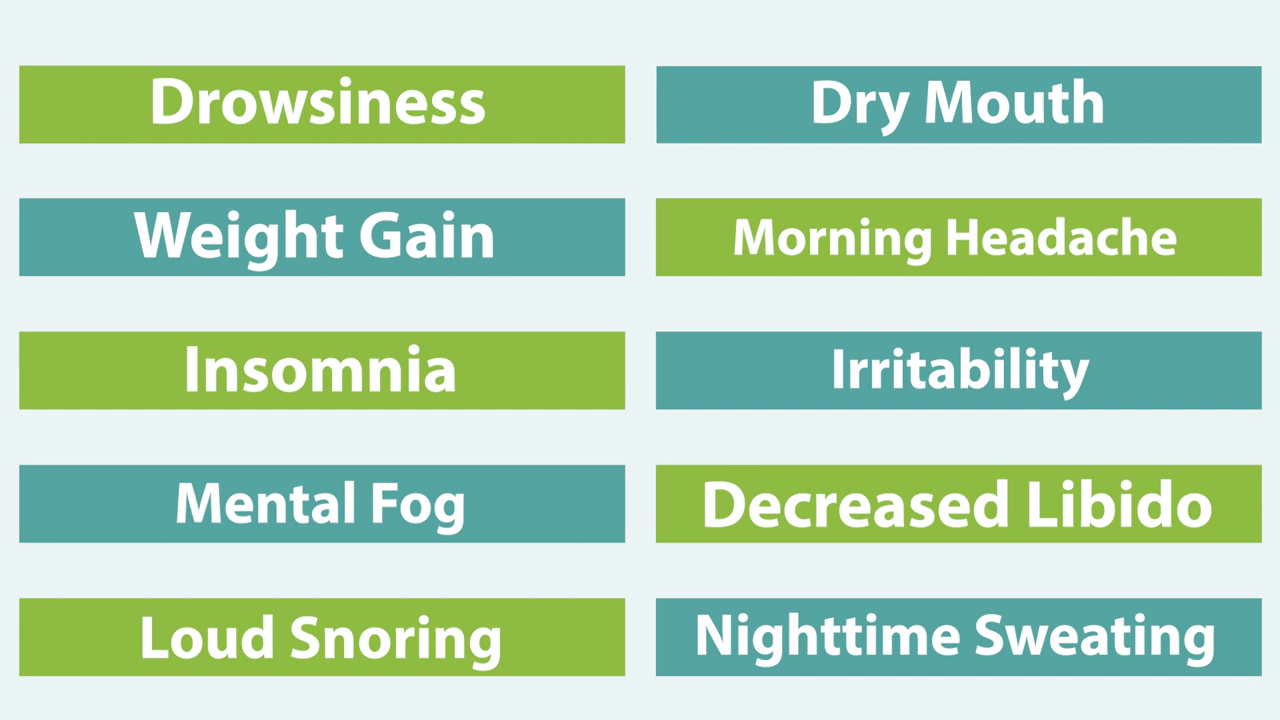 Drowsiness
Dry Mouth
Weight Gain
Morning Headache
Insomnia
Irritability
Mental Fog
Decreased Libido
Loud Snoring
Nighttime Sweating